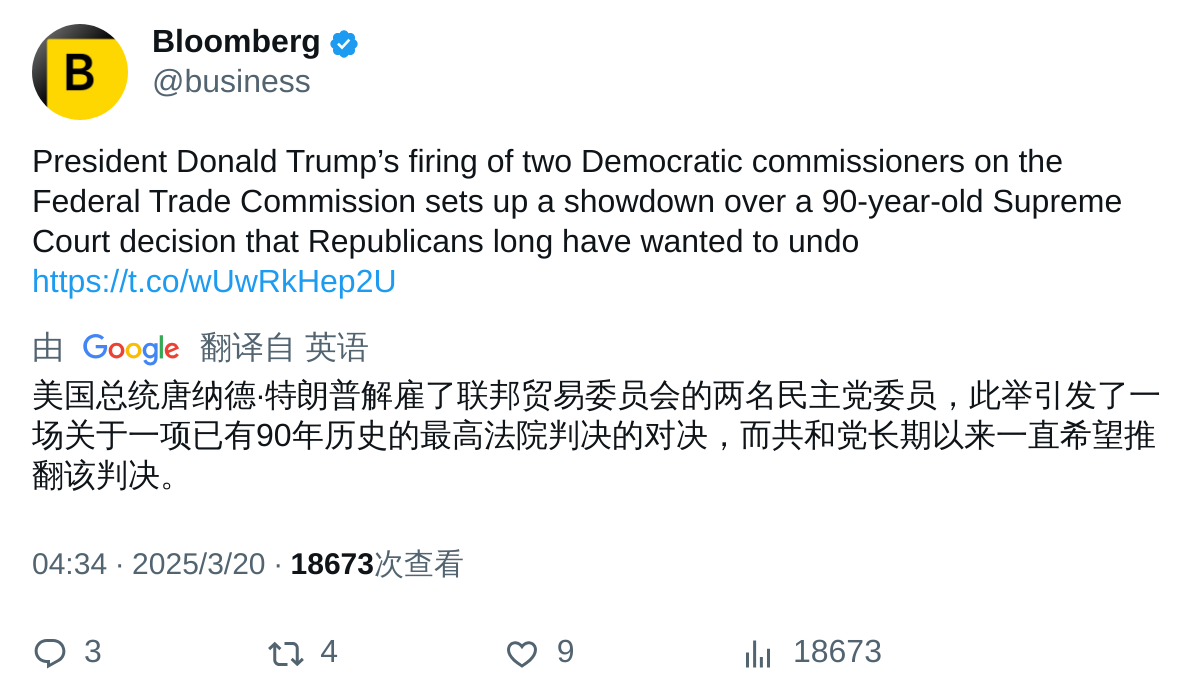 B
Bloomberg
@business
President Donald Trump’s firing of two Democratic commissioners on the
Federal Trade Commission sets up a showdown over a 90-year-old Supreme
Court decision that Republicans long have wanted to undo
https://t.co/wUwRkHep2U
由 Google 翻译自 英语
美国总统唐纳德·特朗普解雇了联邦贸易委员会的两名民主党委员，此举引发了一
场关于一项已有90年历史的最高法院判决的对决，而共和党长期以来一直希望推
翻该判决。
04:34 · 2025/3/20 · 18673次查看
3 4 9 18673